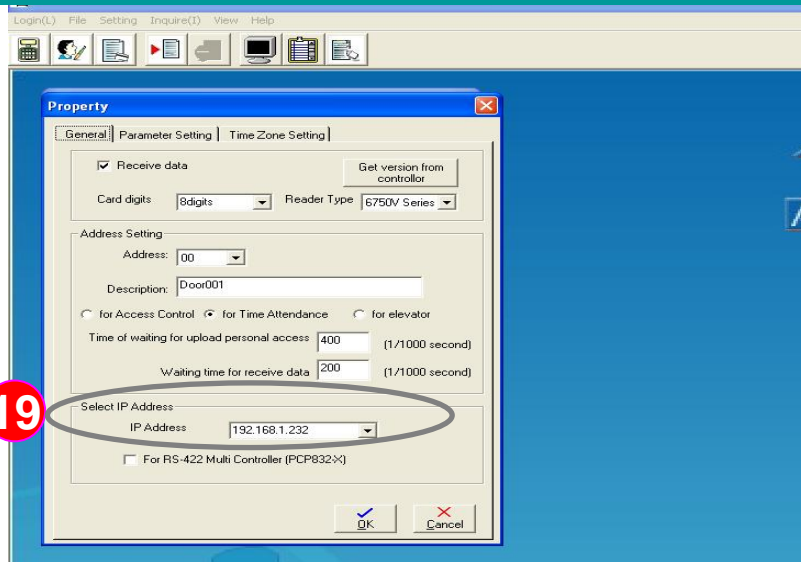 Login(L) File Setting Inquire(I) View Help
Property
General Parameter Setting Time Zone Setting
Receive data
Get version from
controllor
Card digits 8digits Reader Type 6750V Series
Address Setting
Address: 00
Description: Door001
for Access Control for Time Attendance for elevator
Time of waiting for upload personal access 400 (1/1000 second)
Waiting time for receive data 200 (1/1000 second)
19
Select IP Address
IP Address 192.168.1.232
For RS-422 Multi Controller (PCP832-X)
OK Cancel